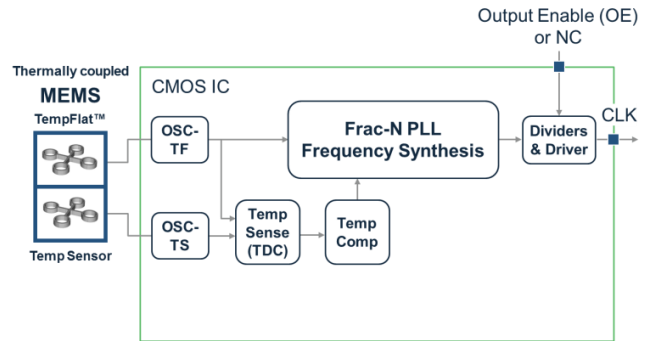 Output Enable (OE)
or NC
Thermally coupled
MEMS
TempFlat™
CMOS IC
CLK
OSC-
TF
Frac-N PLL
Frequency Synthesis
Dividers
& Driver
OSC-
TS
Temp
Sense
(TDC)
Temp
Comp
Temp Sensor